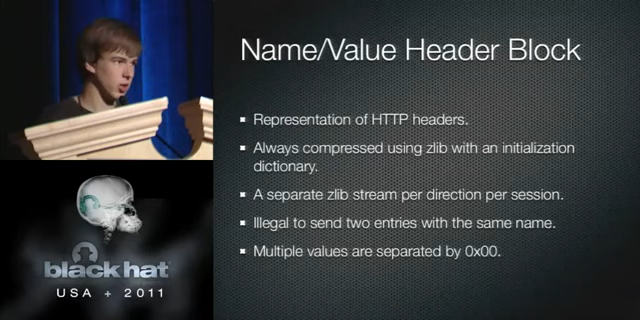 Name/Value Header Block
Representation of HTTP headers.
Always compressed using zlib with an initialization
dictionary.
A separate zlib stream per direction per session.
Illegal to send two entries with the same name.
Multiple values are separated by 0x00.
black hat
USA + 2011